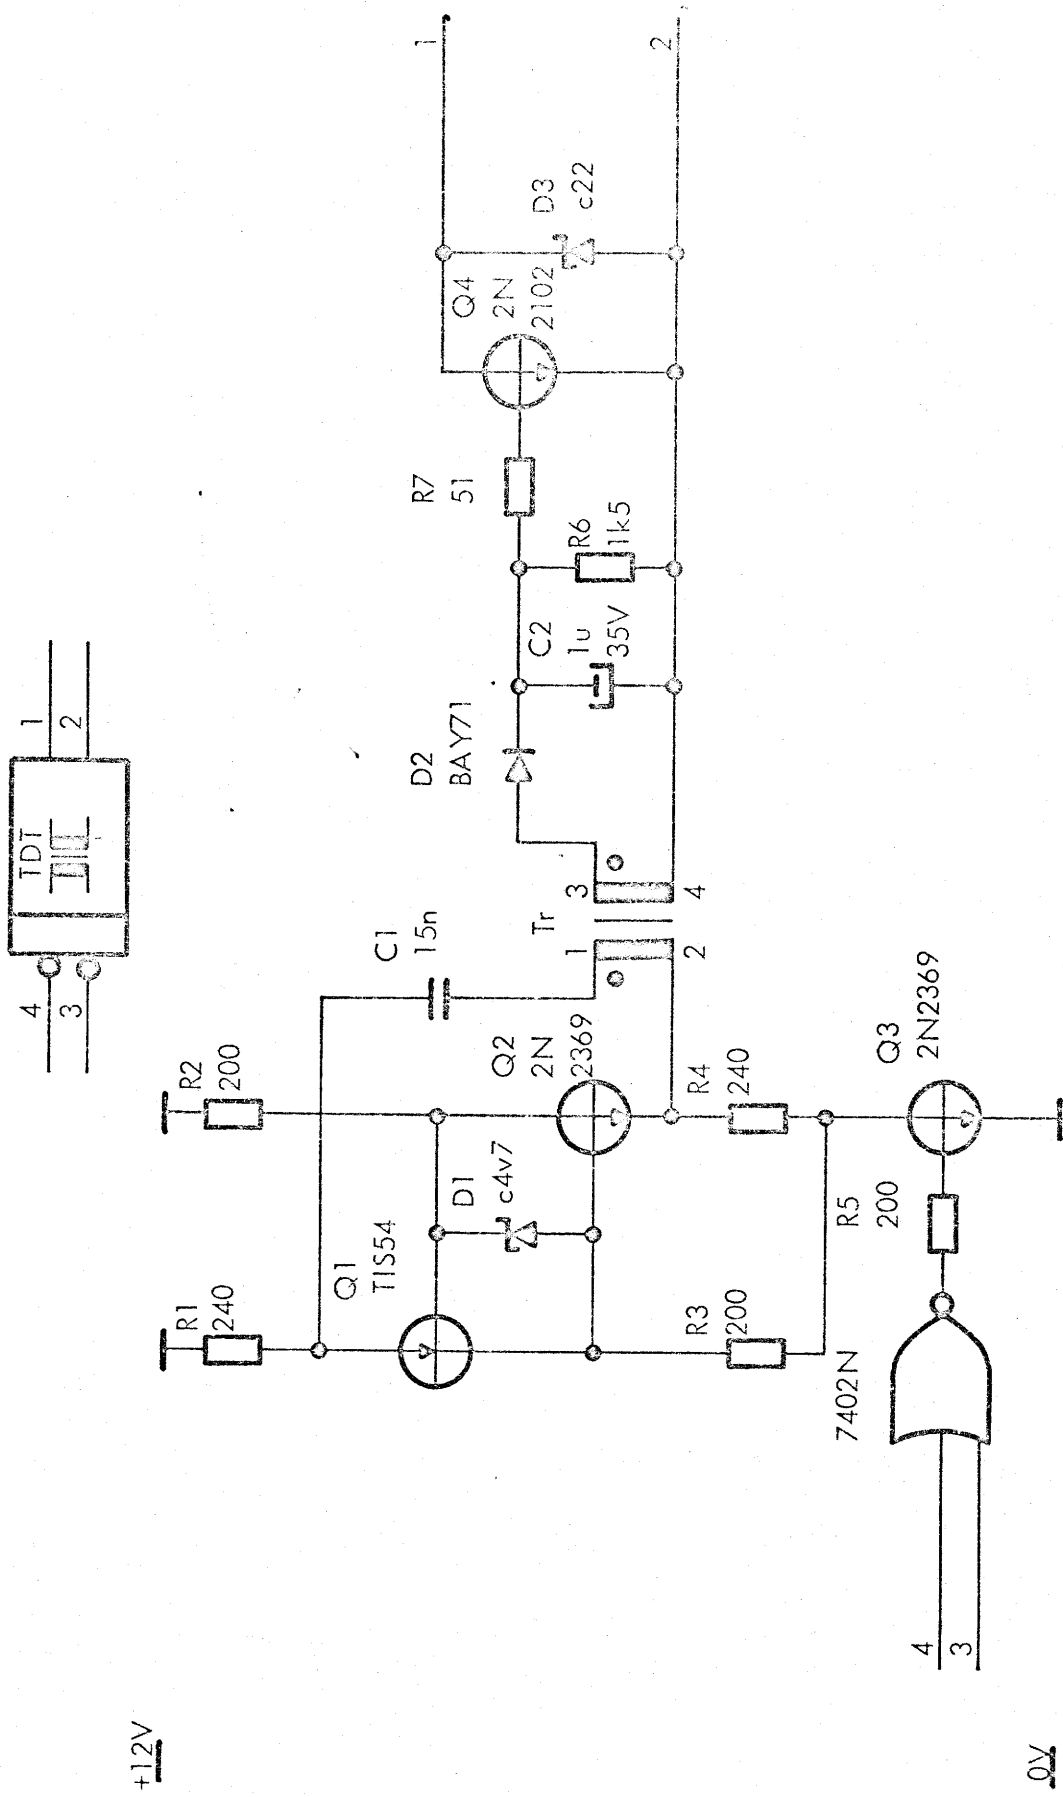 TDT
4
3
1
2
+12V
0V
R1
240
R2
200
Q1
TIS54
D1
c4v7
Q2
2N
2369
R3
200
R4
240
R5
200
Q3
2N2369
7402N
4
3
C1
15n
Tr
1
2
3
4
D2
BAY71
C2
1u
35V
R6
1k5
R7
51
Q4
2N
2102
D3
c22
1
2